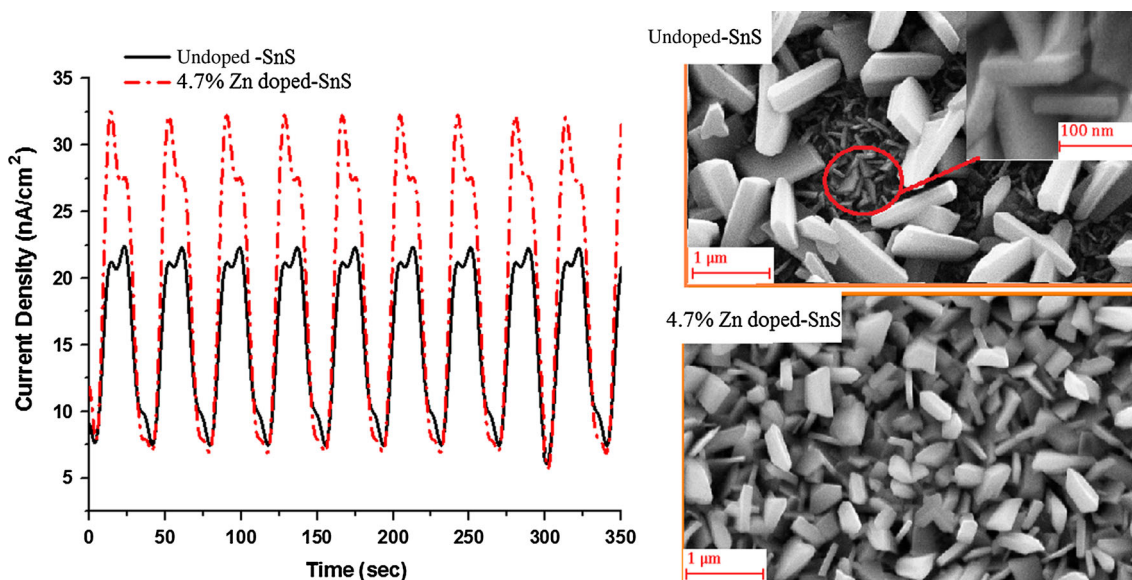 Undoped -SnS
4.7% Zn doped-SnS
35
30
25
20
15
10
5
Current Density (nA/cm²)
0
50
100
150
200
250
300
350
Time (sec)
Undoped-SnS
100 nm
1 µm
4.7% Zn doped-SnS
1 µm